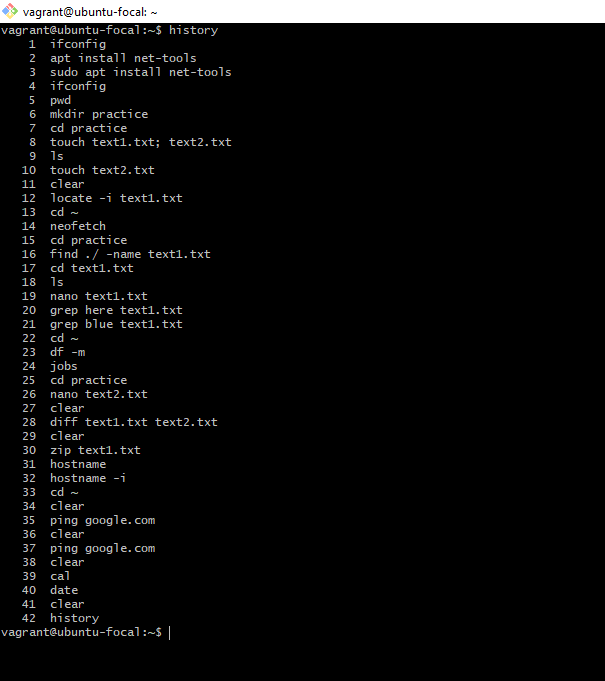 vagrant@ubuntu-focal: ~
vagrant@ubuntu-focal:~$ history
1 ifconfig
2 apt install net-tools
3 sudo apt install net-tools
4 ifconfig
5 pwd
6 mkdir practice
7 cd practice
8 touch text1.txt; text2.txt
9 ls
10 touch text2.txt
11 clear
12 locate -i text1.txt
13 cd ~
14 neofetch
15 cd practice
16 find ./ -name text1.txt
17 cd text1.txt
18 ls
19 nano text1.txt
20 grep here text1.txt
21 grep blue text1.txt
22 cd ~
23 df -m
24 jobs
25 cd practice
26 nano text2.txt
27 clear
28 diff text1.txt text2.txt
29 clear
30 zip text1.txt
31 hostname
32 hostname -i
33 cd ~
34 clear
35 ping google.com
36 clear
37 ping google.com
38 clear
39 cal
40 date
41 clear
42 history
vagrant@ubuntu-focal:~$